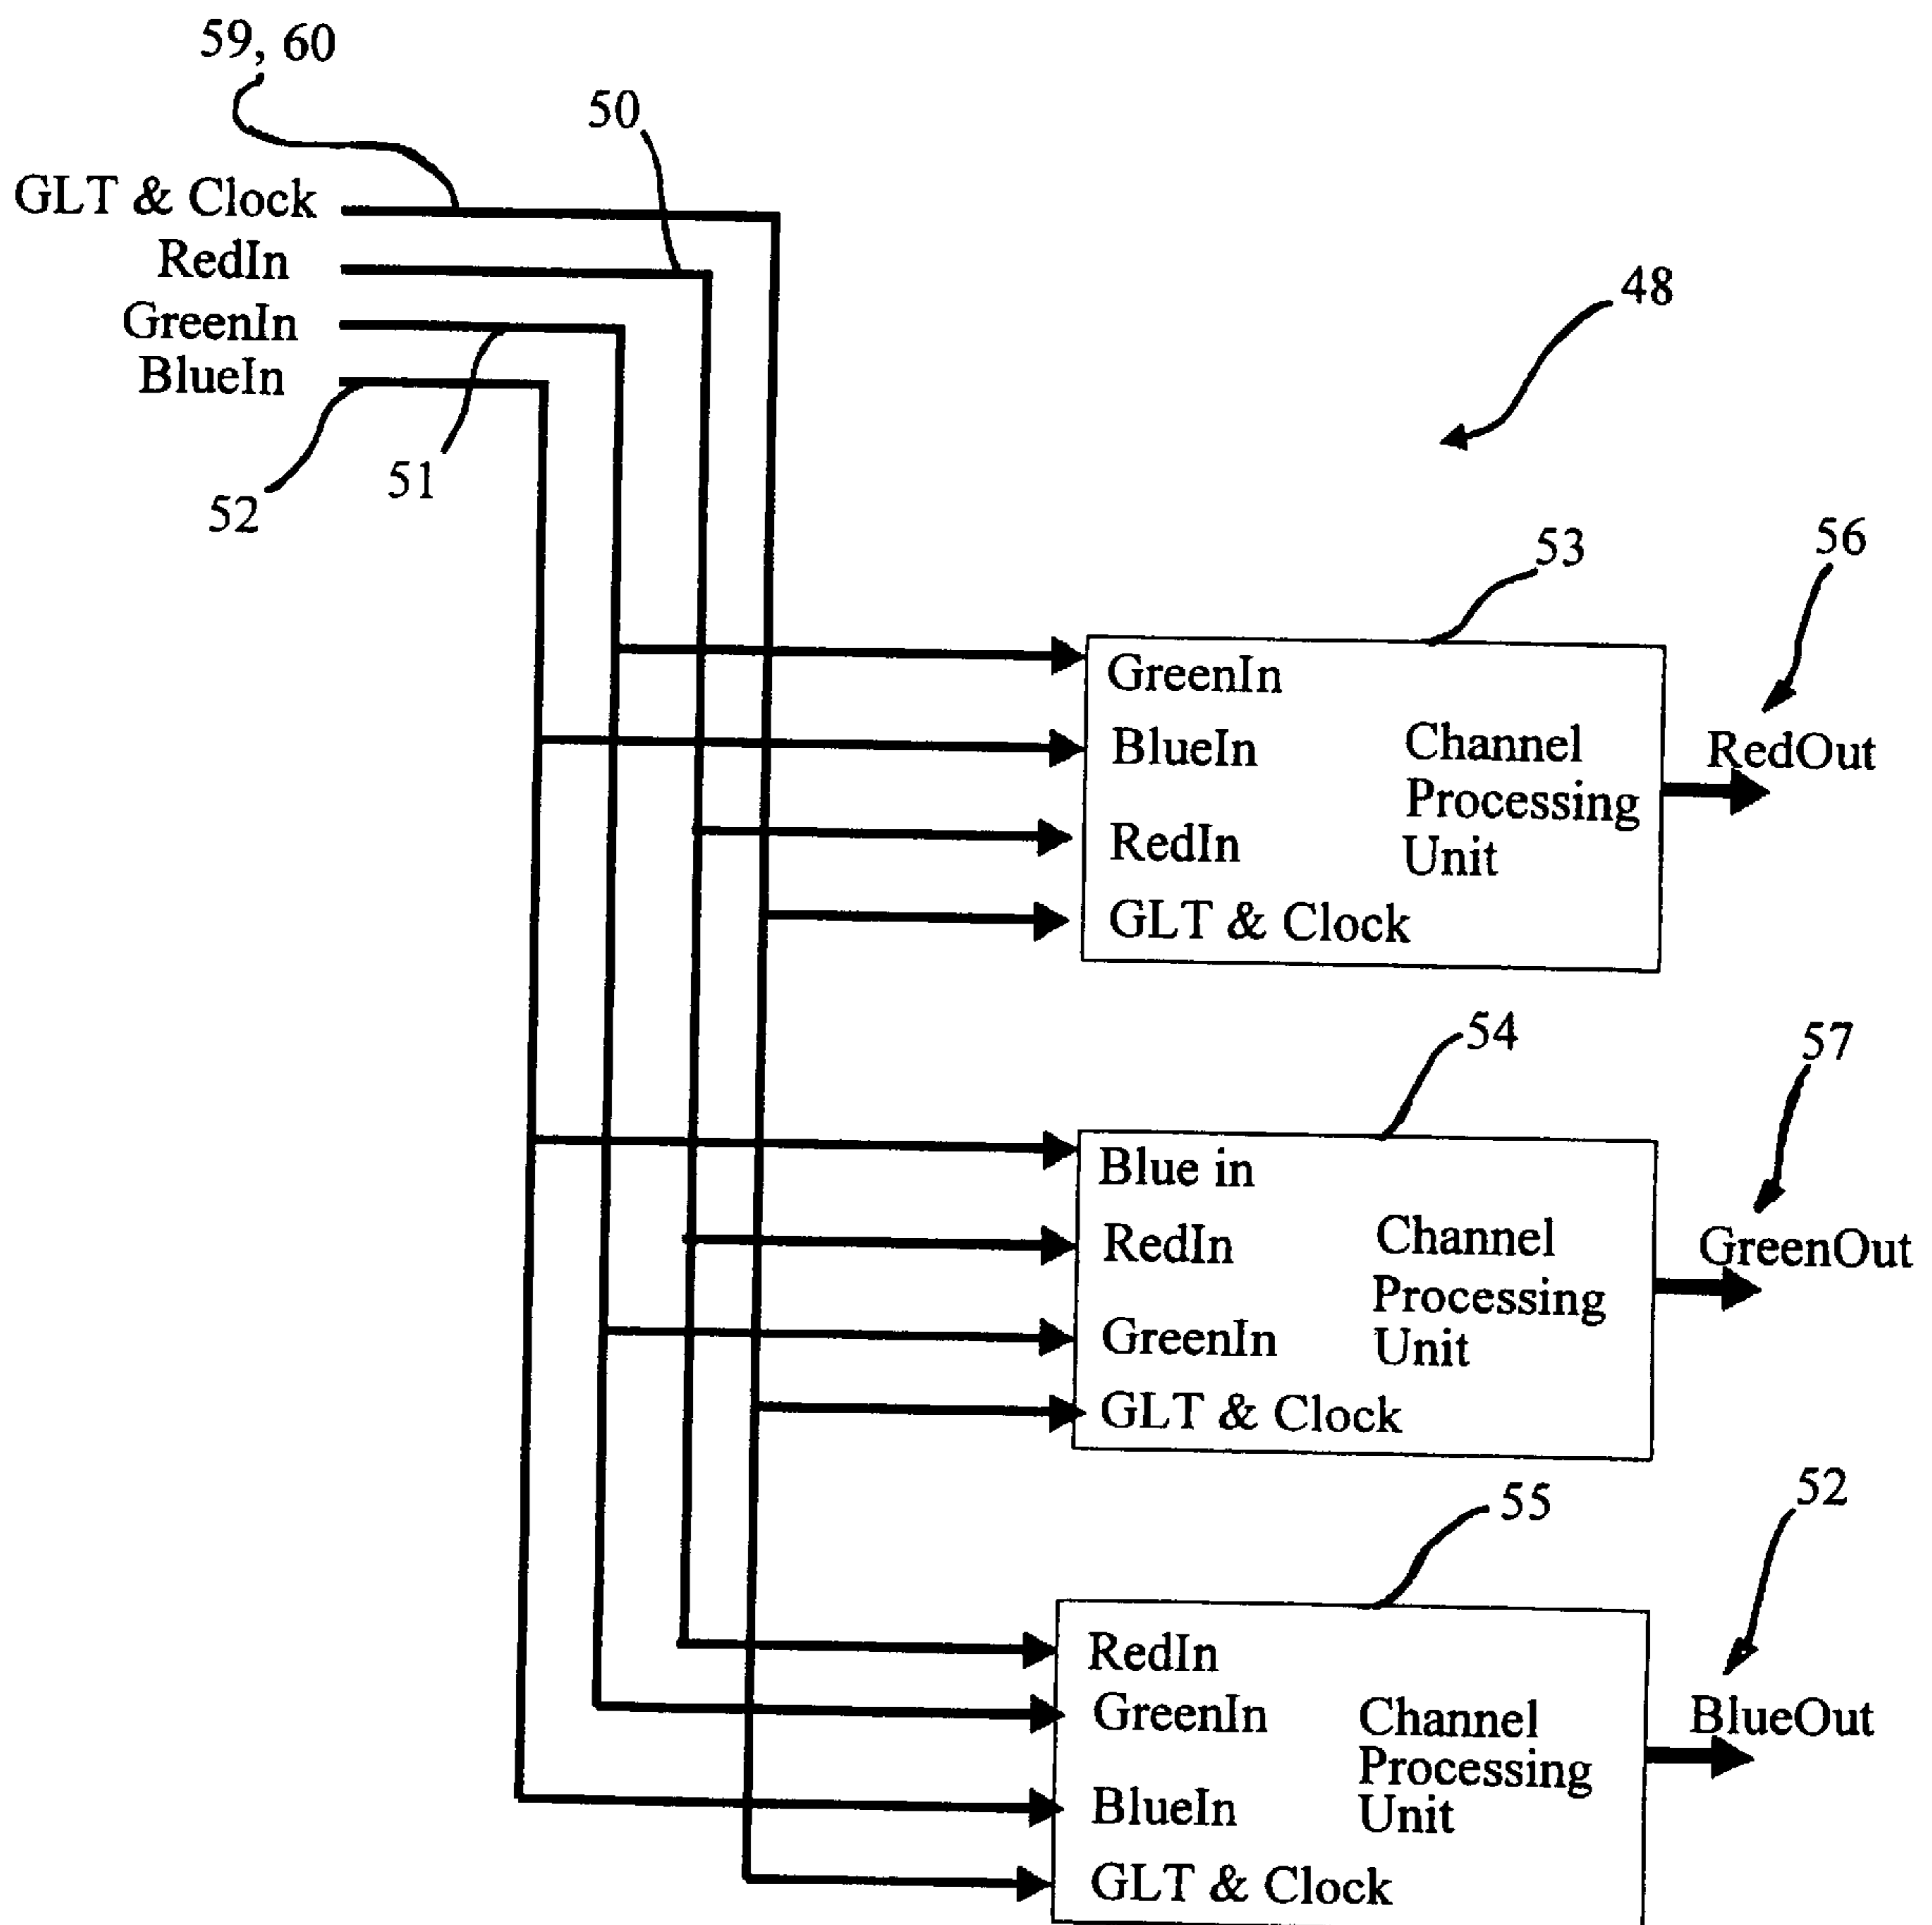 59, 60
50
GLT & Clock
RedIn
GreenIn
BlueIn
51
52
48
53
56
GreenIn
BlueIn
RedIn
GLT & Clock
Channel
Processing
Unit
RedOut
54
57
Blue in
RedIn
GreenIn
GLT & Clock
Channel
Processing
Unit
GreenOut
55
52
RedIn
GreenIn
BlueIn
GLT & Clock
Channel
Processing
Unit
BlueOut